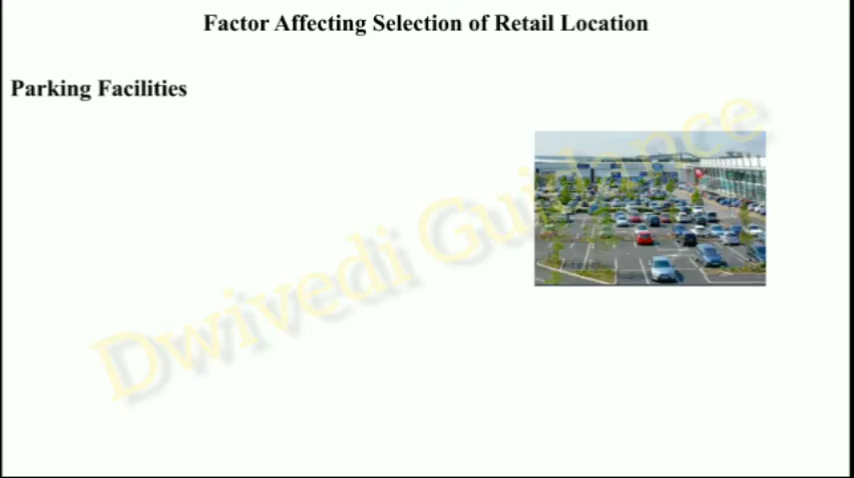 Factor Affecting Selection of Retail Location
Parking Facilities
Dwivedi Guidance